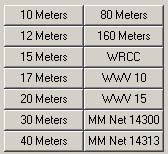 10 Meters 80 Meters
12 Meters 160 Meters
15 Meters WRCC
17 Meters WWV 10
20 Meters WWV 15
30 Meters MM Net 14300
40 Meters MM Net 14313